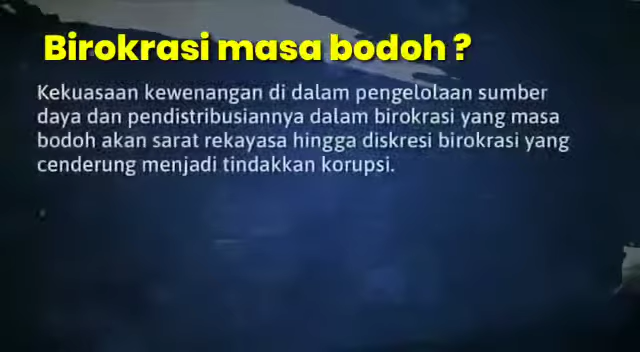 Birokrasi masa bodoh ?
Kekuasaan kewenangan di dalam pengelolaan sumber
daya dan pendistribusiannya dalam birokrasi yang masa
bodoh akan sarat rekayasa hingga diskresi birokrasi yang
cenderung menjadi tindakkan korupsi.